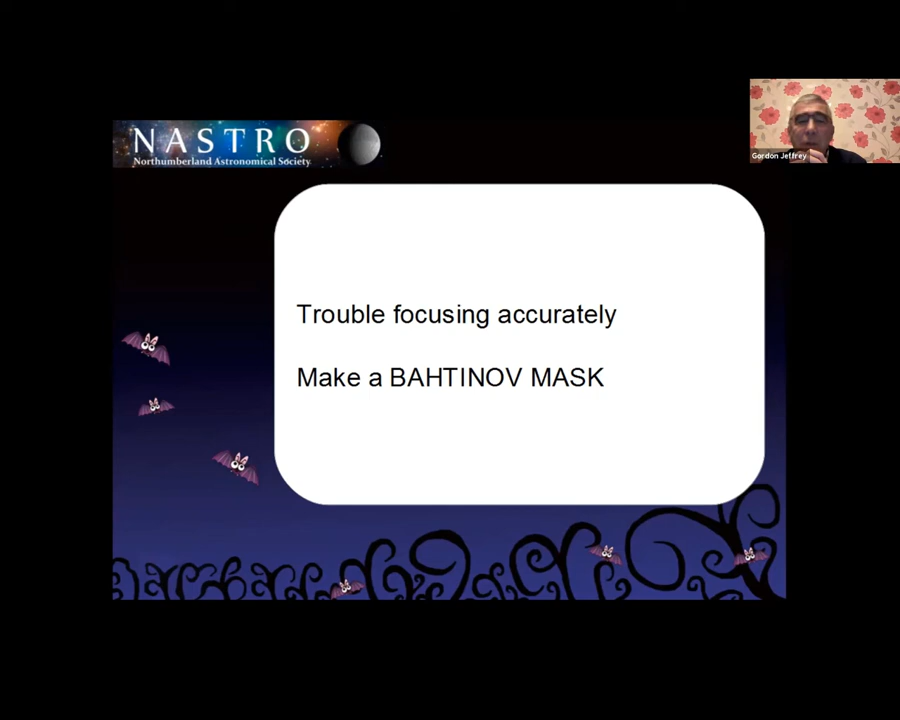 NASTRO
Northumberland Astronomical Society
Gordon Jeffrey
Trouble focusing accurately
Make a BAHTINOV MASK